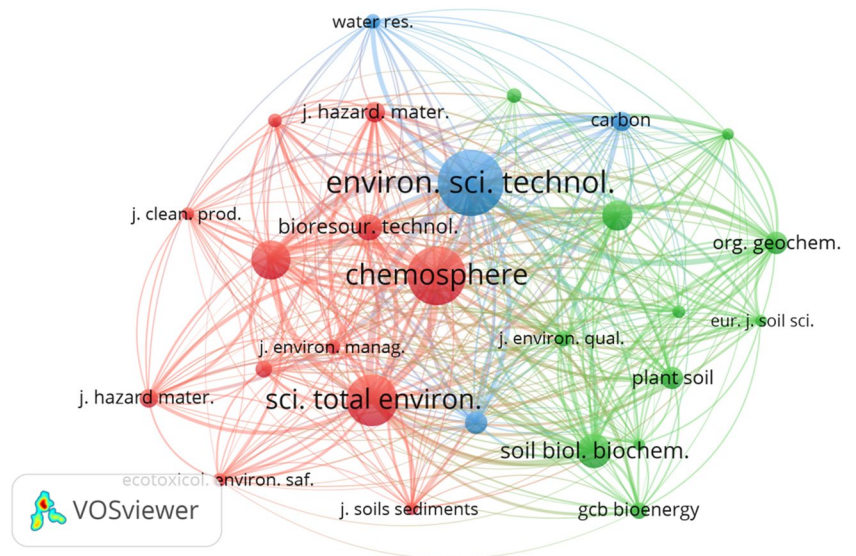 water res.
j. hazard. mater.
carbon
environ. sci. technol.
j. clean. prod.
bioresour. technol.
org. geochem.
chemosphere
eur. j. soil sci.
j. environ. qual.
j. environ. manag.
plant soil
j. hazard mater.
sci. total environ.
soil biol. biochem.
ecotoxicol. environ. saf.
j. soils sediments
gcb bioenergy
VOSviewer